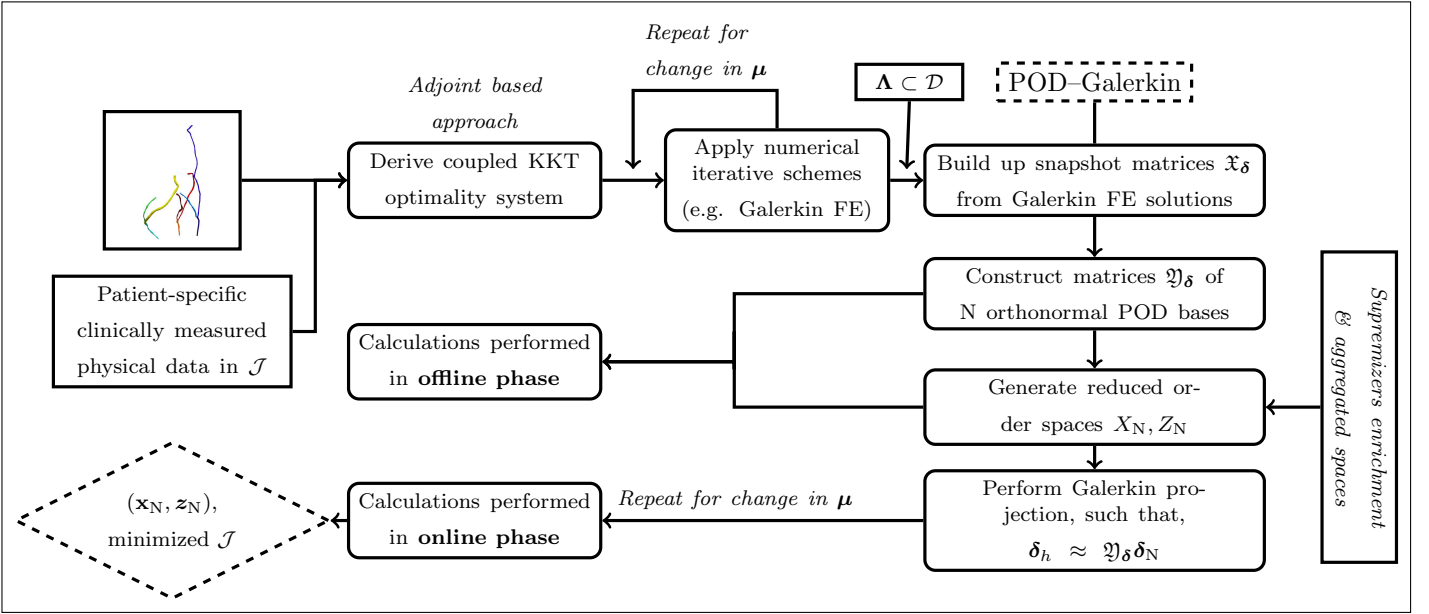 Repeat for
change in μ
Adjoint based
approach
Λ ⊂ 𝒟
POD–Galerkin
Derive coupled KKT
optimality system
Apply numerical
iterative schemes
(e.g. Galerkin FE)
Build up snapshot matrices 𝔛_δ
from Galerkin FE solutions
Patient-specific
clinically measured
physical data in 𝒥
Construct matrices 𝔜_δ of
N orthonormal POD bases
Calculations performed
in offline phase
Generate reduced or-
der spaces X_N, Z_N
Supremizers enrichment
& aggregated spaces
(x_N, z_N),
minimized 𝒥
Calculations performed
in online phase
Repeat for change in μ
Perform Galerkin pro-
jection, such that,
δ_h ≈ 𝔜_δ δ_N